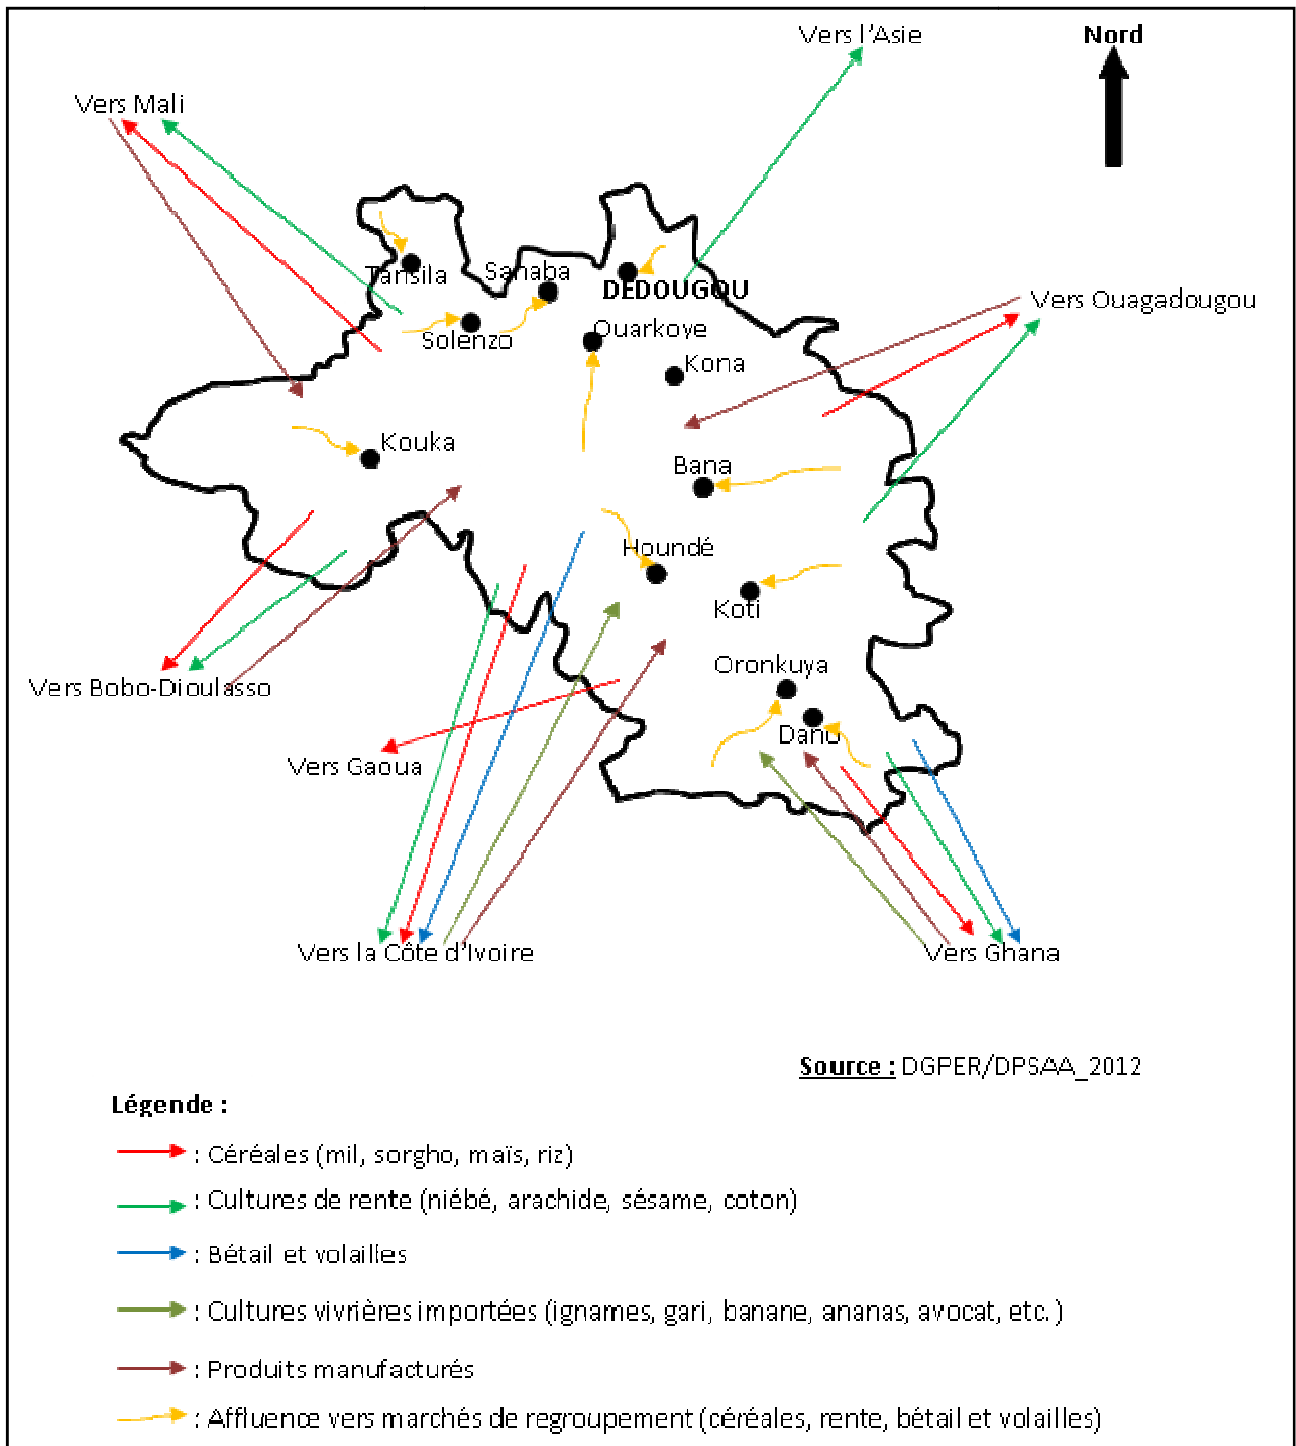 Vers l'Asie
Nord
Vers Mali
Tansila
Sanaba
DEDOUGOU
Vers Ouagadougou
Solenzo
Ouarkoye
Kona
Kouka
Bana
Houndé
Koti
Oronkuya
Vers Bobo-Dioulasso
Dano
Vers Gaoua
Vers la Côte d'Ivoire
Vers Ghana
Source : DGPER/DPSAA_2012
Légende :
: Céréales (mil, sorgho, maïs, riz)
: Cultures de rente (niébé, arachide, sésame, coton)
: Bétail et volailles
: Cultures vivrières importées (ignames, gari, banane, ananas, avocat, etc. )
: Produits manufacturés
: Affluence vers marchés de regroupement (céréales, rente, bétail et volailles)